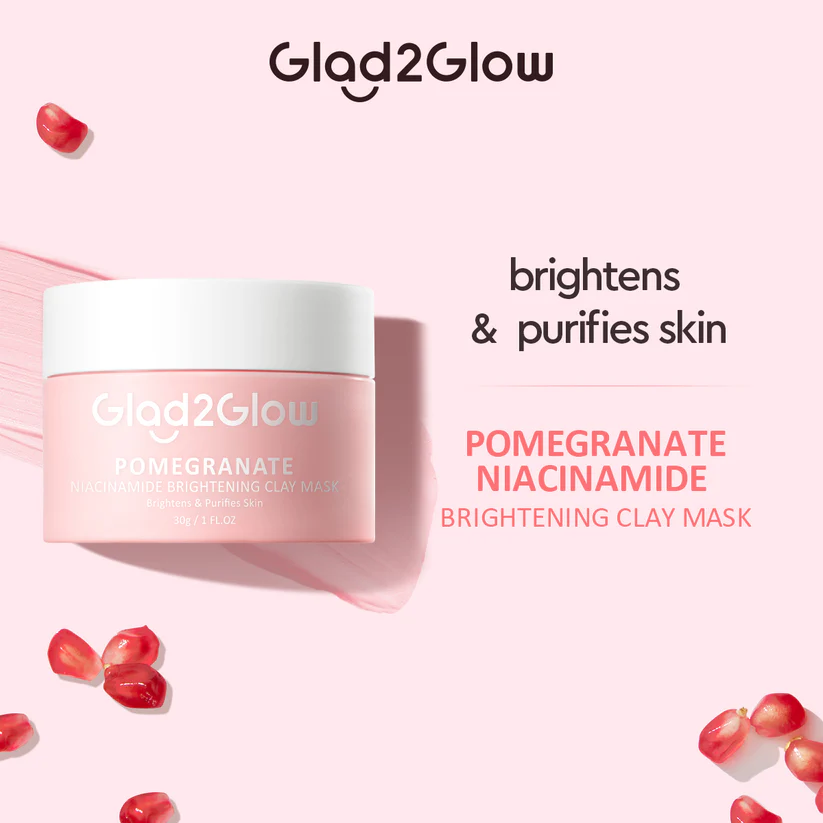 Glad2Glow
brightens
& purifies skin
POMEGRANATE
NIACINAMIDE
BRIGHTENING CLAY MASK
Glad2Glow
POMEGRANATE
NIACINAMIDE BRIGHTENING CLAY MASK
Brightens & Purifies Skin
30g / 1 FL.OZ